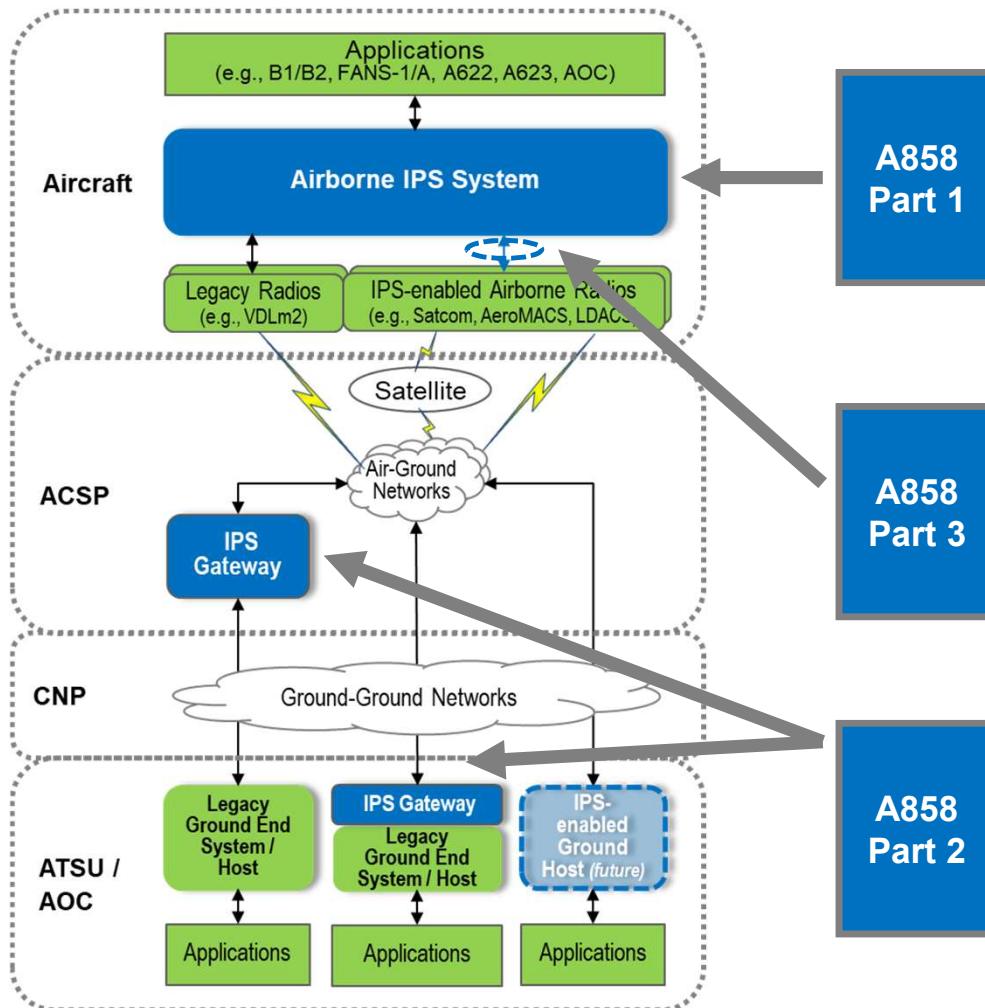 Applications
(e.g., B1/B2, FANS-1/A, A622, A623, AOC)
Aircraft
Airborne IPS System
A858
Part 1
Legacy Radios
(e.g., VDLm2)
IPS-enabled Airborne Radios
(e.g., Satcom, AeroMACS, LDACS)
Satellite
Air-Ground
Networks
ACSP
IPS
Gateway
A858
Part 3
CNP
Ground-Ground Networks
ATSU /
AOC
Legacy
Ground End
System /
Host
IPS Gateway
Legacy
Ground End
System / Host
IPS-
enabled
Ground
Host (future)
A858
Part 2
Applications
Applications
Applications